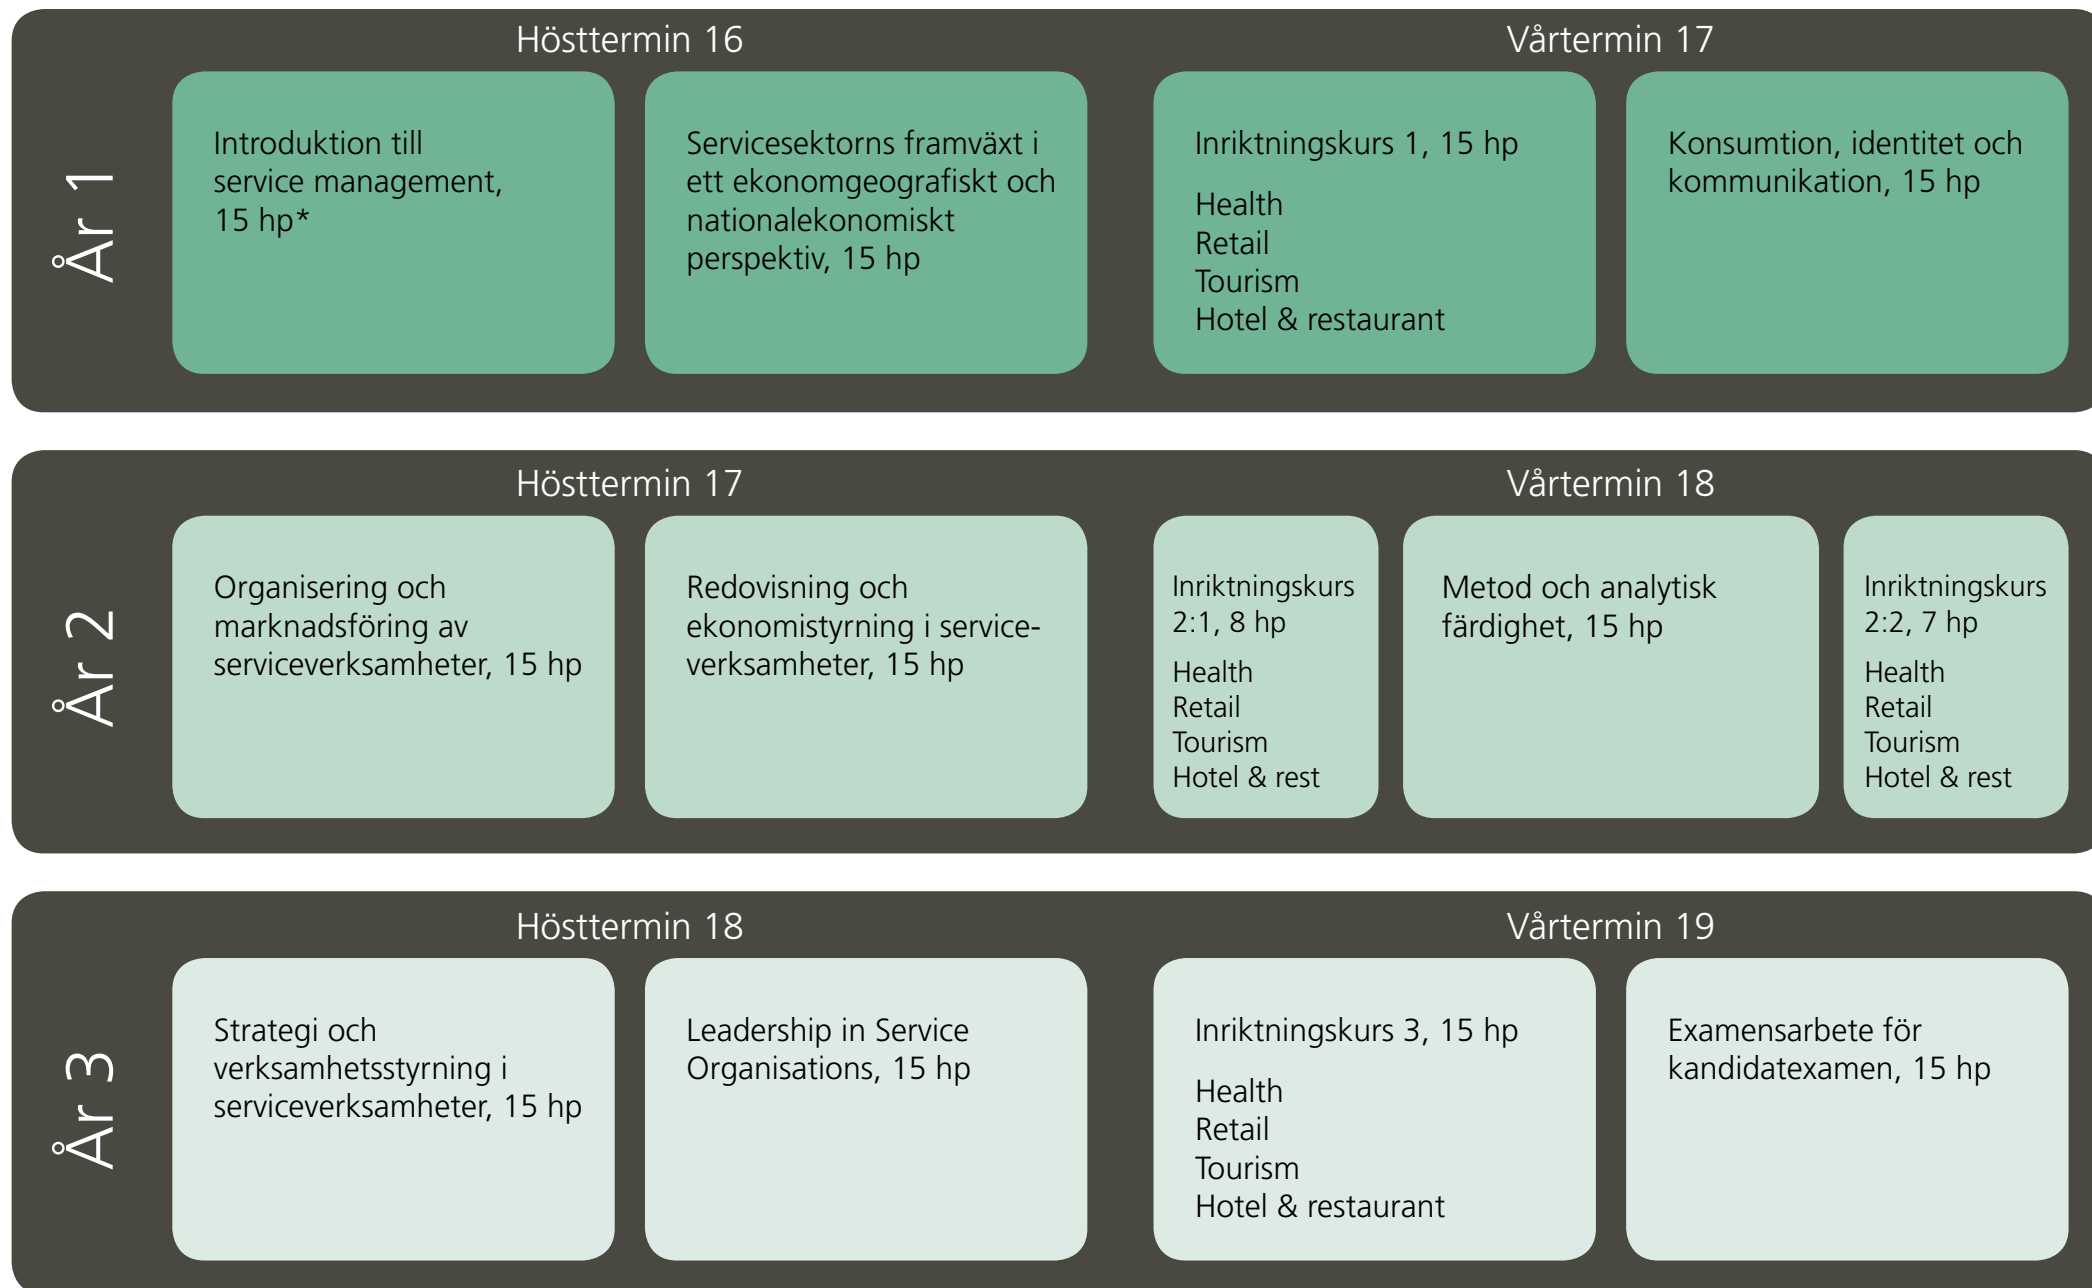 År 1
Hösttermin 16
Introduktion till
service management,
15 hp*
Servicesektorns framväxt i
ett ekonomgeografiskt och
nationalekonomiskt
perspektiv, 15 hp
Vårtermin 17
Inriktningskurs 1, 15 hp
Health
Retail
Tourism
Hotel & restaurant
Konsumtion, identitet och
kommunikation, 15 hp
År 2
Hösttermin 17
Organisering och
marknadsföring av
serviceverksamheter, 15 hp
Redovisning och
ekonomistyrning i service-
verksamheter, 15 hp
Vårtermin 18
Inriktningskurs
2:1, 8 hp
Health
Retail
Tourism
Hotel & rest
Metod och analytisk
färdighet, 15 hp
Inriktningskurs
2:2, 7 hp
Health
Retail
Tourism
Hotel & rest
År 3
Hösttermin 18
Strategi och
verksamhetsstyrning i
serviceverksamheter, 15 hp
Leadership in Service
Organisations, 15 hp
Vårtermin 19
Inriktningskurs 3, 15 hp
Health
Retail
Tourism
Hotel & restaurant
Examensarbete för
kandidatexamen, 15 hp